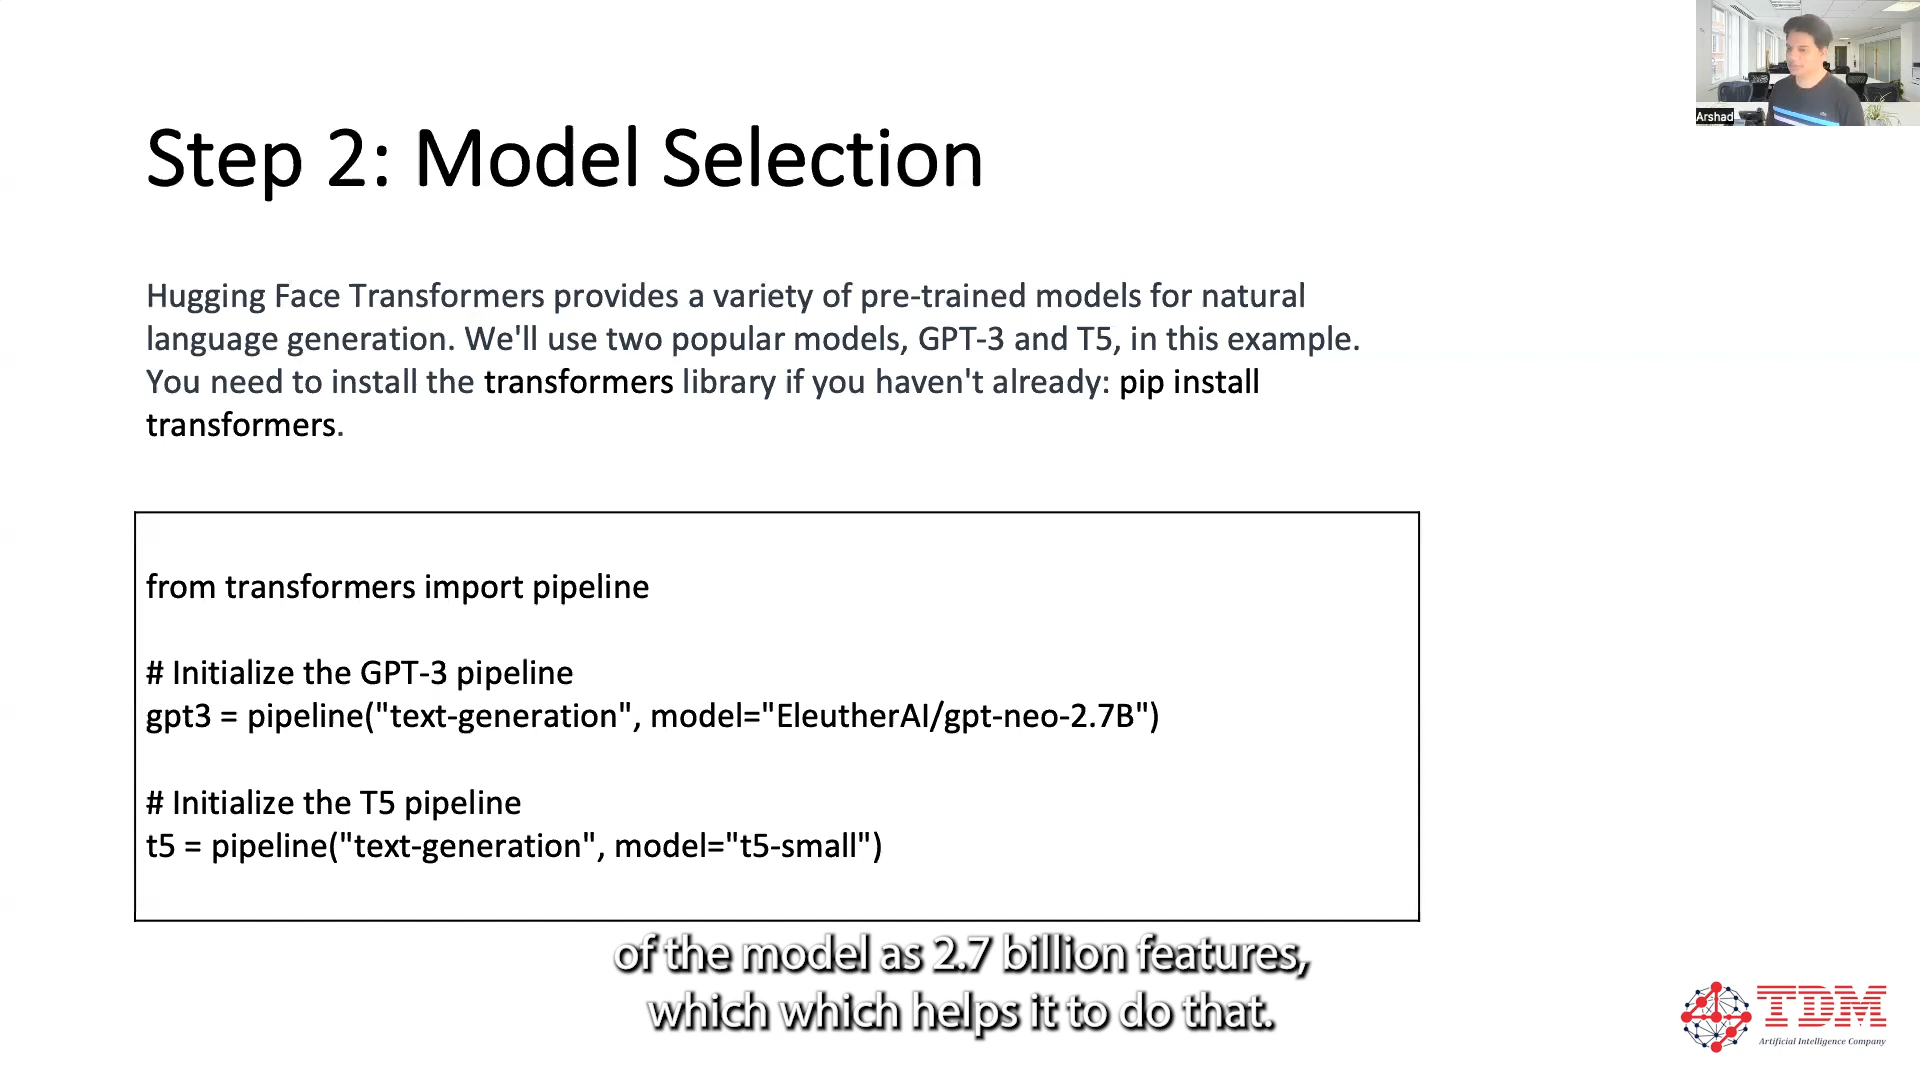 Arshad
Step 2: Model Selection
Hugging Face Transformers provides a variety of pre-trained models for natural
language generation. We'll use two popular models, GPT-3 and T5, in this example.
You need to install the transformers library if you haven't already: pip install
transformers.
from transformers import pipeline
# Initialize the GPT-3 pipeline
gpt3 = pipeline("text-generation", model="EleutherAI/gpt-neo-2.7B")
# Initialize the T5 pipeline
t5 = pipeline("text-generation", model="t5-small")
of the model as 2.7 billion features,
which which helps it to do that.
TDM
Artificial Intelligence Company